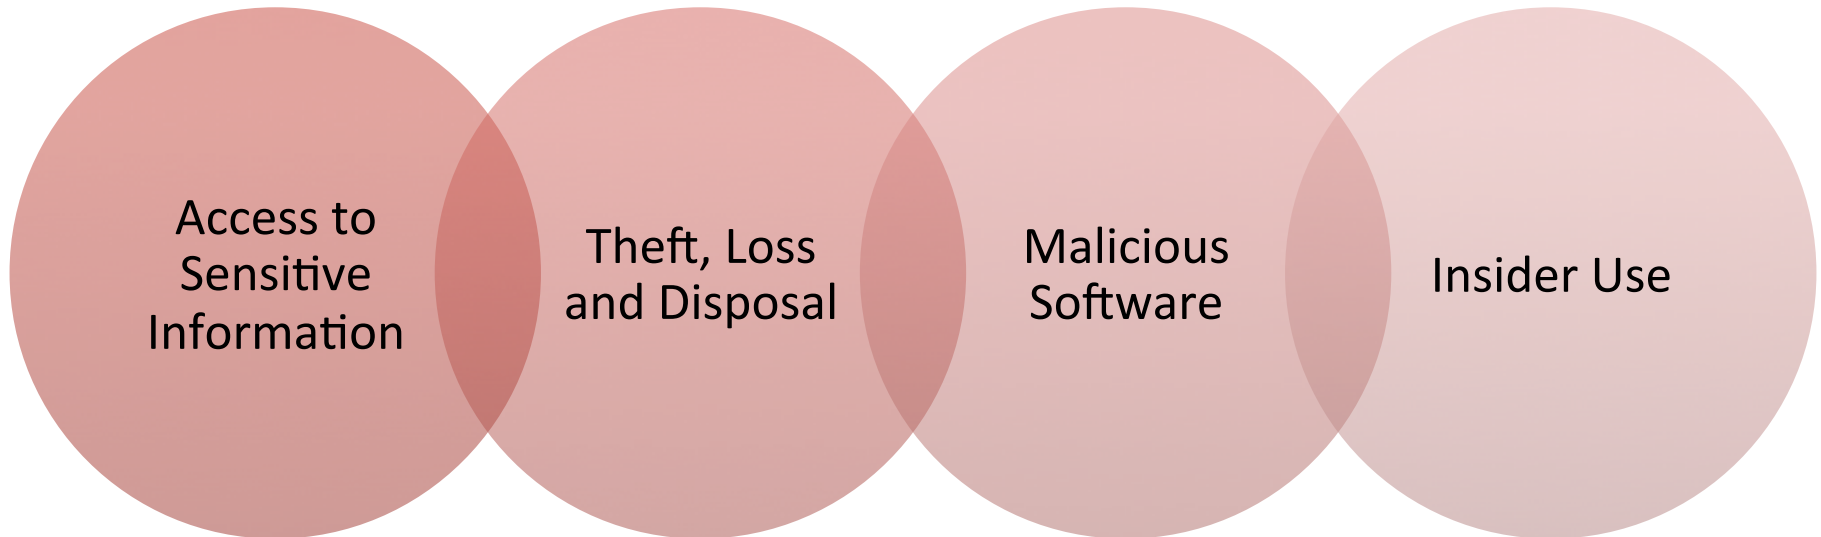 Access to
Sensitive
Information
Theft, Loss
and Disposal
Malicious
Software
Insider Use